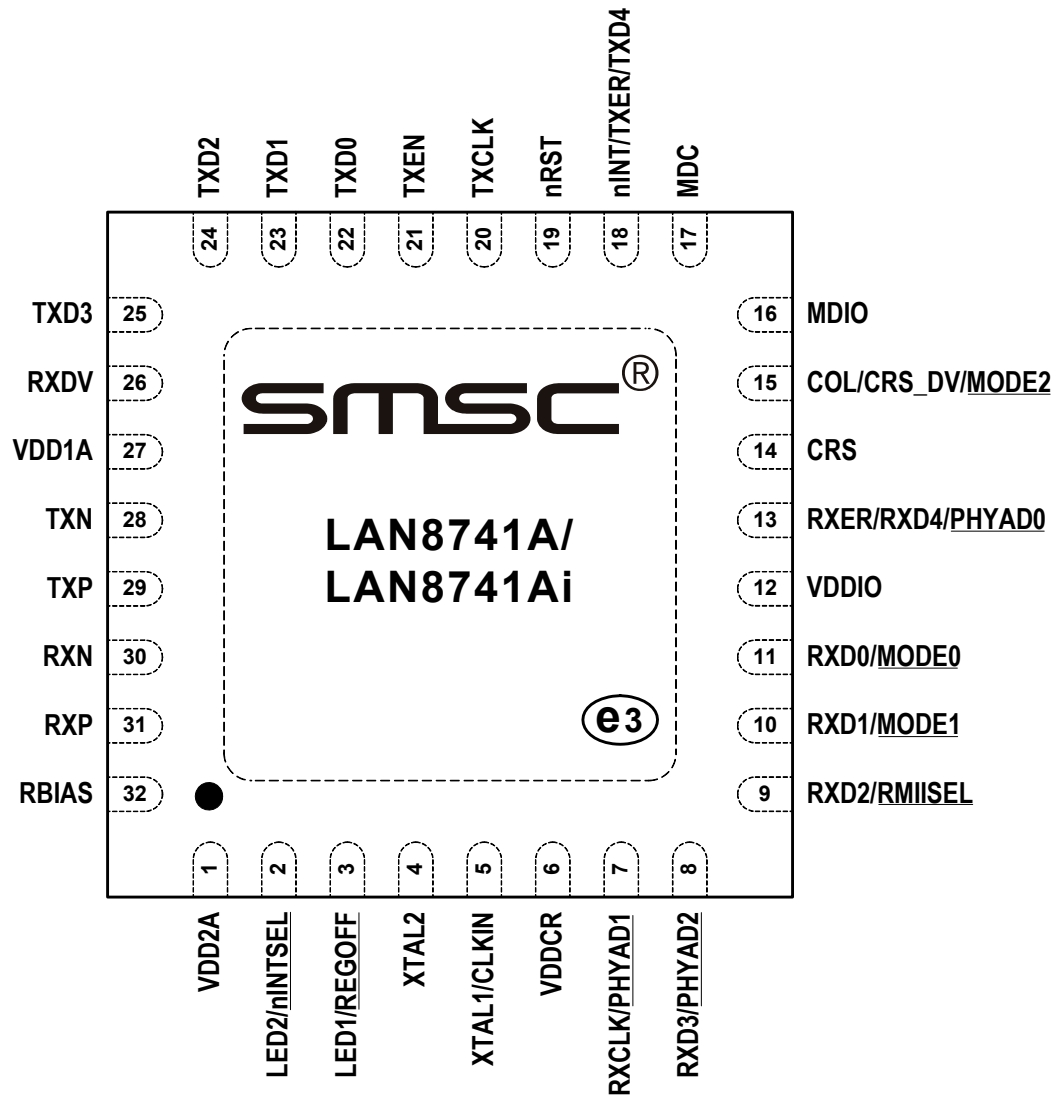 TXD2
TXD1
TXD0
TXEN
TXCLK
nRST
nINT/TXER/TXD4
MDC
24
23
22
21
20
19
18
17
TXD3 25
RXDV 26
VDD1A 27
TXN 28
TXP 29
RXN 30
RXP 31
RBIAS 32
SMSC®
LAN8741A/
LAN8741Ai
e3
16 MDIO
15 COL/CRS_DV/MODE2
14 CRS
13 RXER/RXD4/PHYAD0
12 VDDIO
11 RXD0/MODE0
10 RXD1/MODE1
9 RXD2/RMIISEL
1
2
3
4
5
6
7
8
VDD2A
LED2/nINTSEL
LED1/REGOFF
XTAL2
XTAL1/CLKIN
VDDCR
RXCLK/PHYAD1
RXD3/PHYAD2